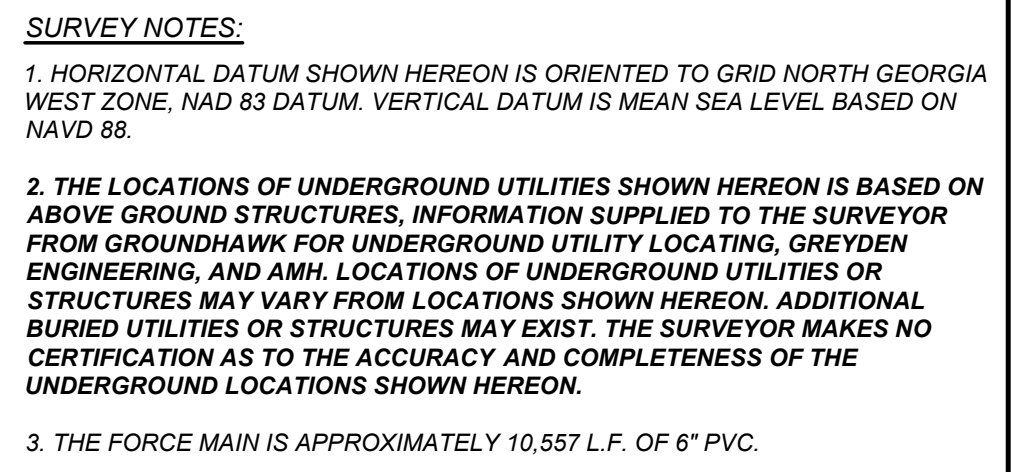 SURVEY NOTES:
1. HORIZONTAL DATUM SHOWN HEREON IS ORIENTED TO GRID NORTH GEORGIA
WEST ZONE, NAD 83 DATUM. VERTICAL DATUM IS MEAN SEA LEVEL BASED ON
NAVD 88.
2. THE LOCATIONS OF UNDERGROUND UTILITIES SHOWN HEREON IS BASED ON
ABOVE GROUND STRUCTURES, INFORMATION SUPPLIED TO THE SURVEYOR
FROM GROUNDHAWK FOR UNDERGROUND UTILITY LOCATING, GREYDEN
ENGINEERING, AND AMH. LOCATIONS OF UNDERGROUND UTILITIES OR
STRUCTURES MAY VARY FROM LOCATIONS SHOWN HEREON. ADDITIONAL
BURIED UTILITIES OR STRUCTURES MAY EXIST. THE SURVEYOR MAKES NO
CERTIFICATION AS TO THE ACCURACY AND COMPLETENESS OF THE
UNDERGROUND LOCATIONS SHOWN HEREON.
3. THE FORCE MAIN IS APPROXIMATELY 10,557 L.F. OF 6" PVC.